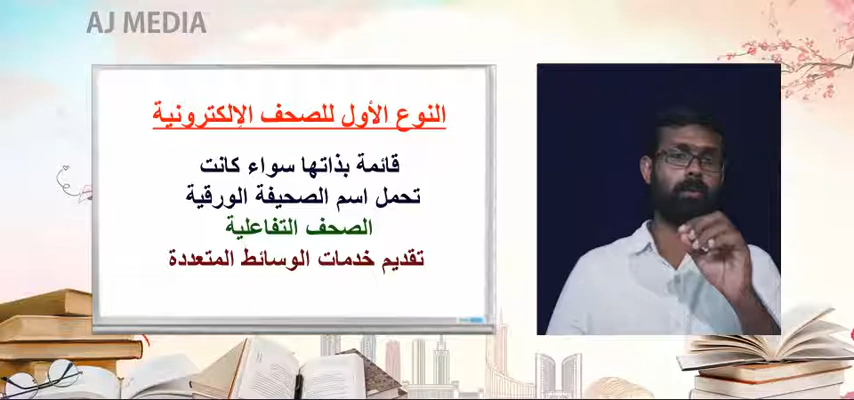 AJ MEDIA
النوع الأول للصحف الإلكترونية
قائمة بذاتها سواء كانت
تحمل اسم الصحيفة الورقية
الصحف التفاعلية
تقديم خدمات الوسائط المتعددة